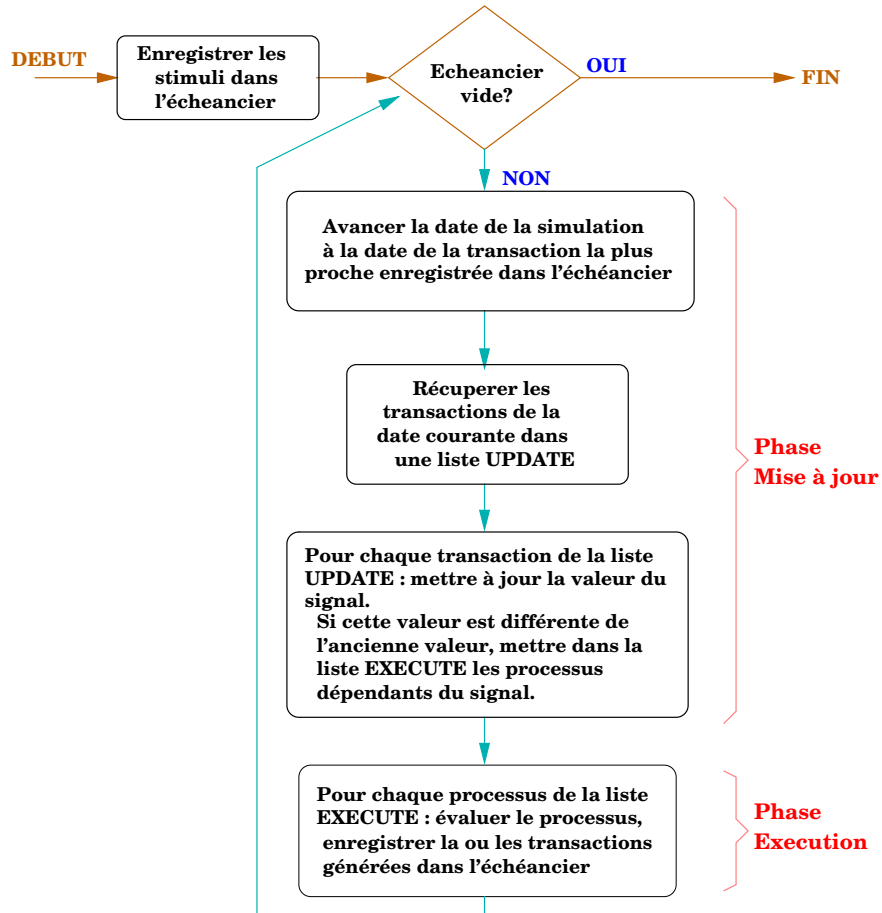 DEBUT
Enregistrer les
stimuli dans
l'écheancier
Echeancier
vide?
OUI
FIN
NON
Avancer la date de la simulation
à la date de la transaction la plus
proche enregistrée dans l'échéancier
Récuperer les
transactions de la
date courante dans
une liste UPDATE
Phase
Mise à jour
Pour chaque transaction de la liste
UPDATE : mettre à jour la valeur du
signal.
Si cette valeur est différente de
l'ancienne valeur, mettre dans la
liste EXECUTE les processus
dépendants du signal.
Pour chaque processus de la liste
EXECUTE : évaluer le processus,
enregistrer la ou les transactions
générées dans l'échéancier
Phase
Execution